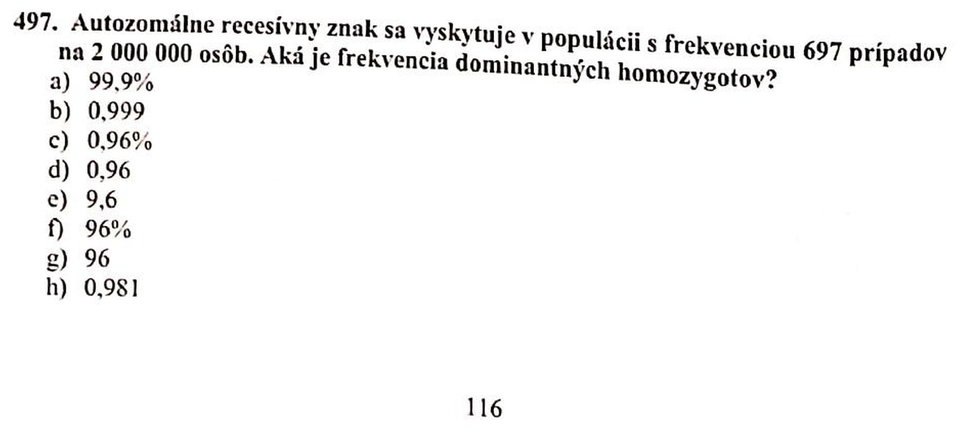 497. Autozomálne recesívny znak sa vyskytuje v populácii s frekvenciou 697 prípadov
na 2 000 000 osôb. Aká je frekvencia dominantných homozygotov?
a) 99,9%
b) 0,999
c) 0,96%
d) 0,96
e) 9,6
f) 96%
g) 96
h) 0,981
116